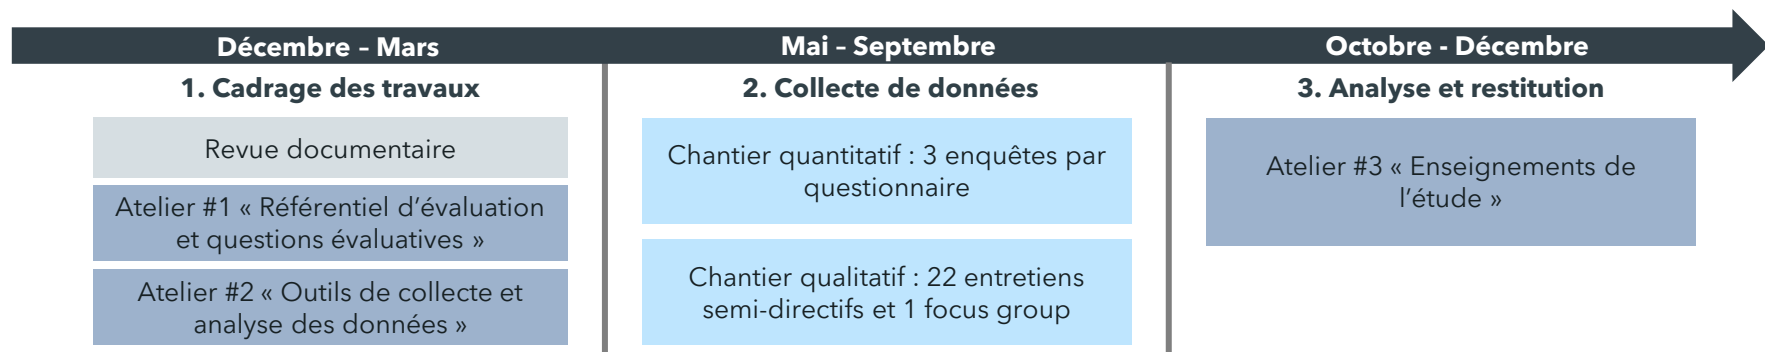 Décembre – Mars
Mai – Septembre
Octobre - Décembre
1. Cadrage des travaux
2. Collecte de données
3. Analyse et restitution
Revue documentaire
Atelier #1 « Référentiel d’évaluation
et questions évaluatives »
Atelier #2 « Outils de collecte et
analyse des données »
Chantier quantitatif : 3 enquêtes par
questionnaire
Chantier qualitatif : 22 entretiens
semi-directifs et 1 focus group
Atelier #3 « Enseignements de
l’étude »